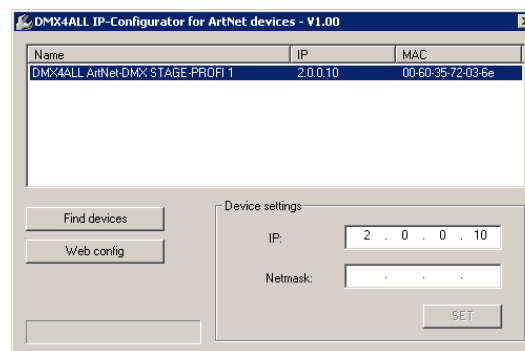 DMX4ALL IP-Configurator for ArtNet devices - V1.00
Name IP MAC
DMX4ALL ArtNet-DMX STAGE-PROFI 1 2.0.0.10 00-60-35-72-03-6e
Find devices
Web config
Device settings
IP: 2 . 0 . 0 . 10
Netmask: . . .
SET